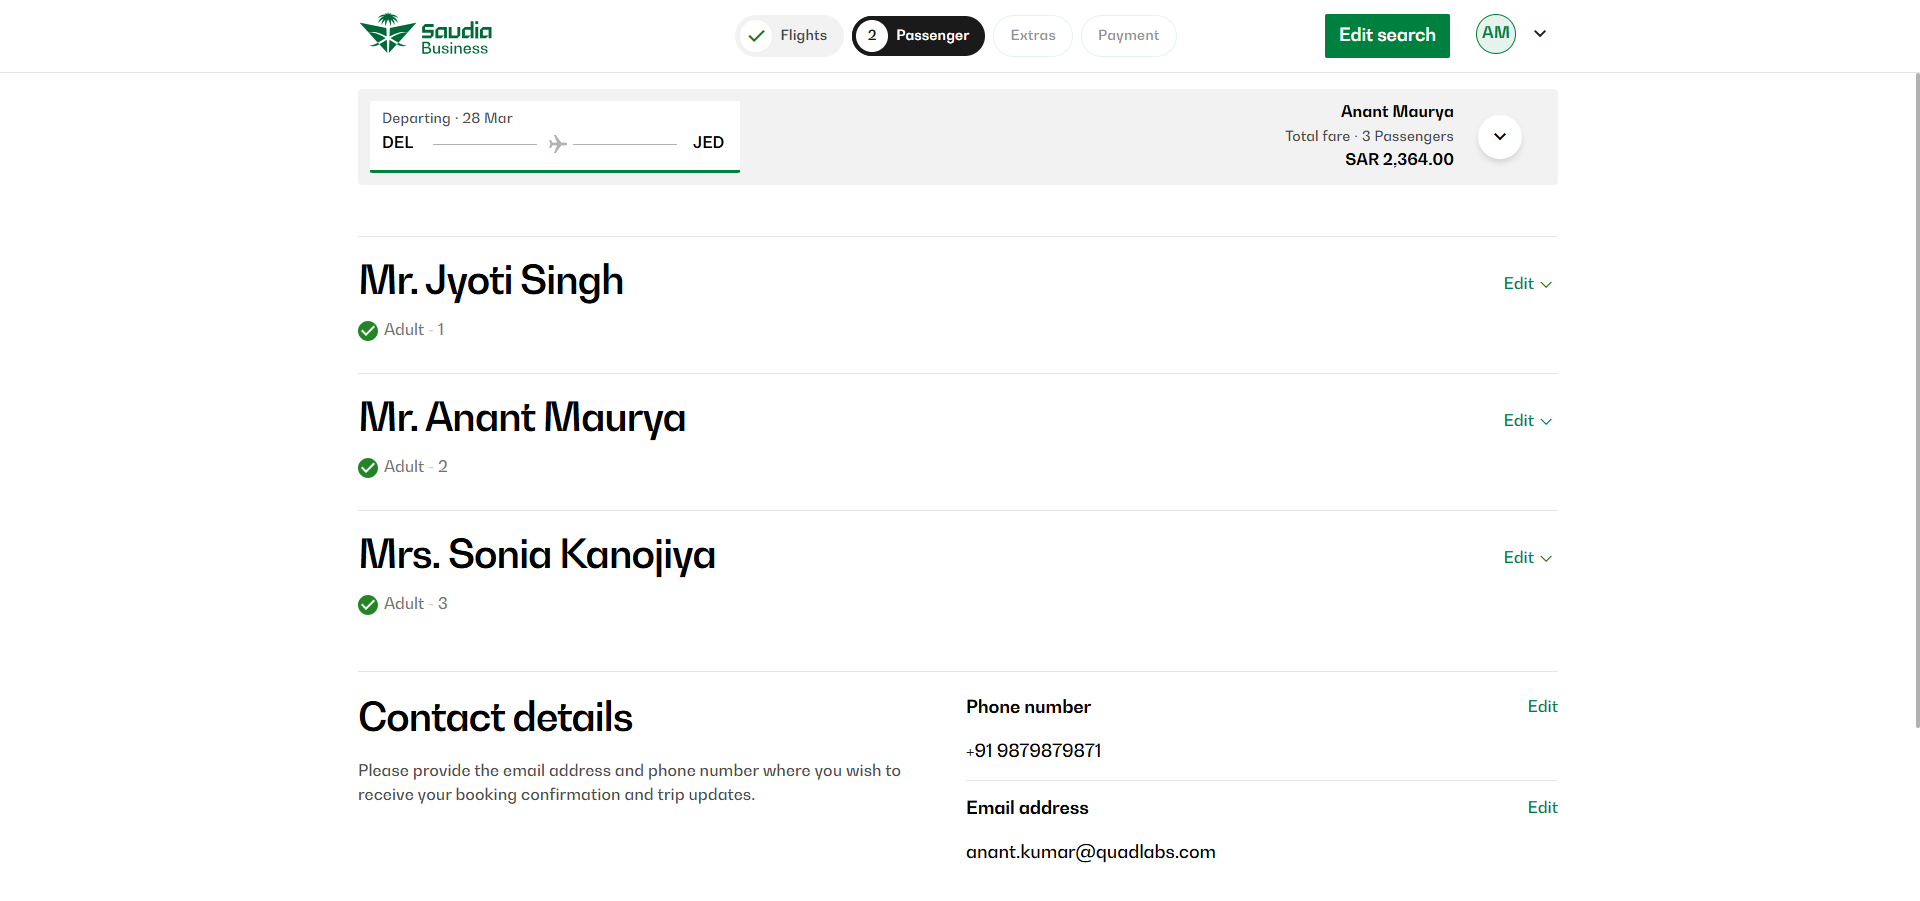 Saudia
Business
Flights
2 Passenger
Extras
Payment
Edit search
AM
Departing · 28 Mar
DEL
JED
Anant Maurya
Total fare · 3 Passengers
SAR 2,364.00
Mr. Jyoti Singh
Edit
Adult - 1
Mr. Anant Maurya
Edit
Adult - 2
Mrs. Sonia Kanojiya
Edit
Adult - 3
Contact details
Please provide the email address and phone number where you wish to
receive your booking confirmation and trip updates.
Phone number
Edit
+91 9879879871
Email address
Edit
anant.kumar@quadlabs.com